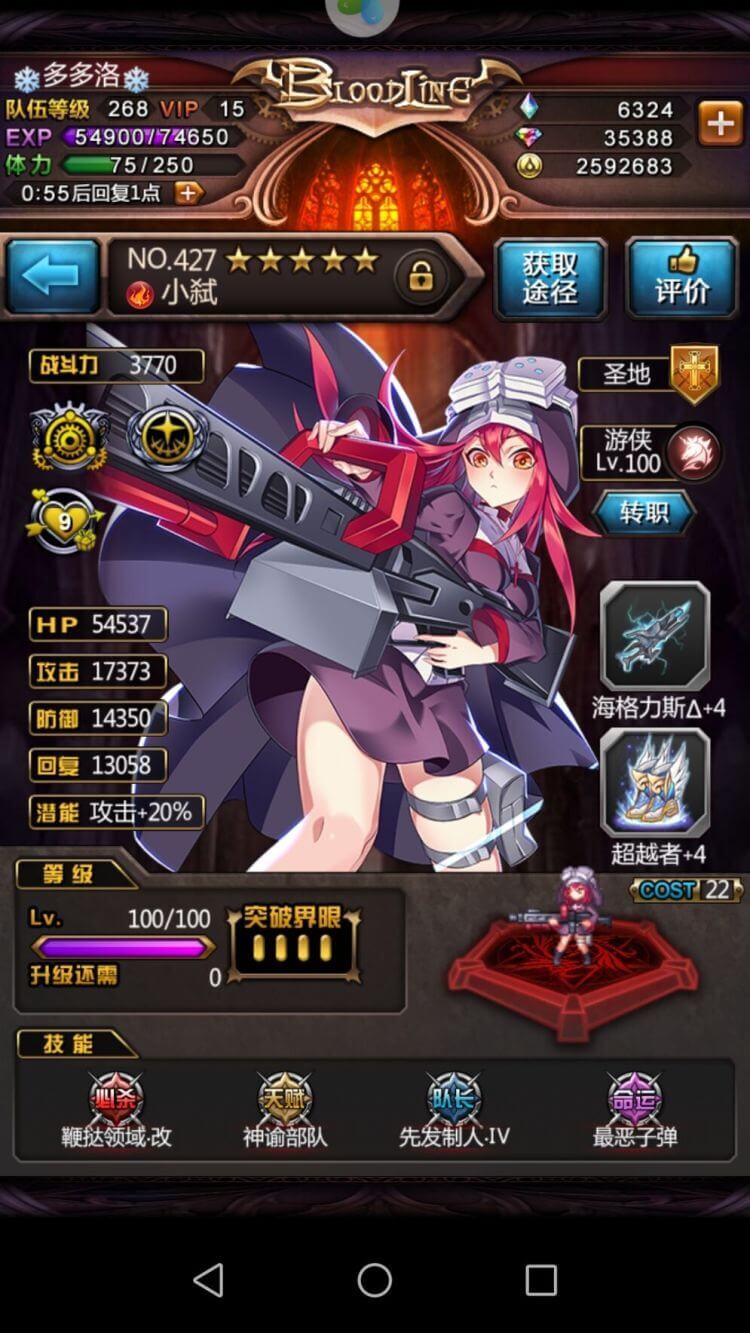 ❄多多洛❄
BLOODLINE
队伍等级 268 VIP 15
EXP 54900/74650
体力 75/250
0:55后回复1点
6324
35388
2592683
NO.427
小弑
获取途径
评价
战斗力 3770
9
圣地
游侠
Lv.100
转职
HP 54537
攻击 17373
防御 14350
回复 13058
潜能 攻击+20%
海格力斯Δ+4
超越者+4
等级
COST 22
Lv. 100/100
突破界限
升级还需 0
技能
必杀 天赋 队长 命运
鞭挞领域·改 神谕部队 先发制人·IV 最恶子弹